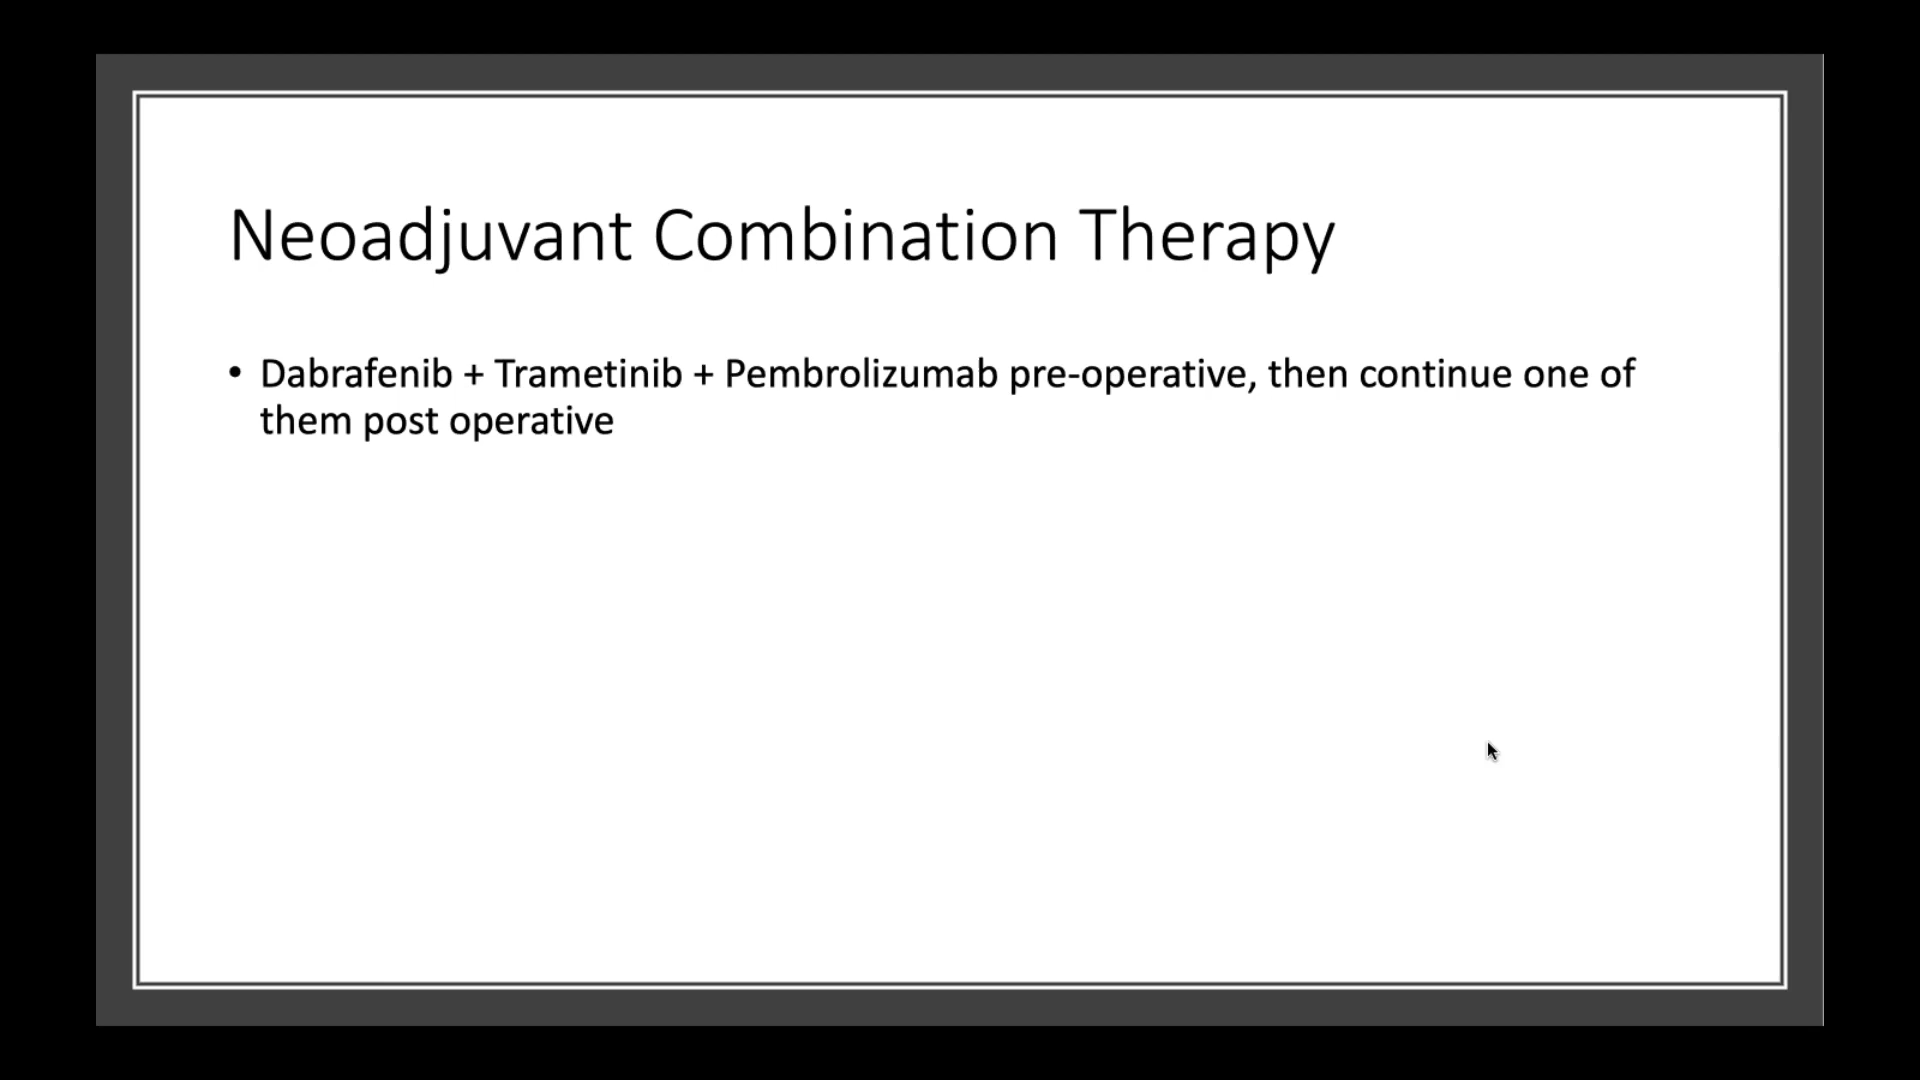 Neoadjuvant Combination Therapy
• Dabrafenib + Trametinib + Pembrolizumab pre-operative, then continue one of
them post operative